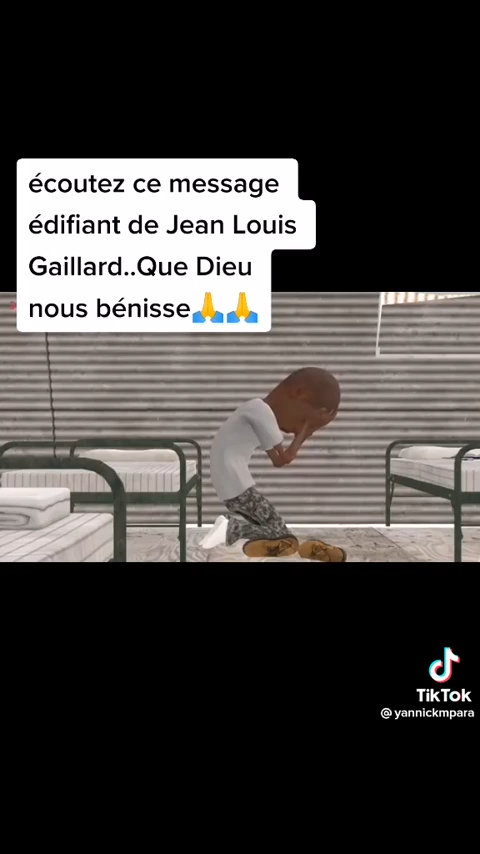 écoutez ce message
édifiant de Jean Louis
Gaillard..Que Dieu
nous bénisse🙏🙏
TikTok
@yannickmpara